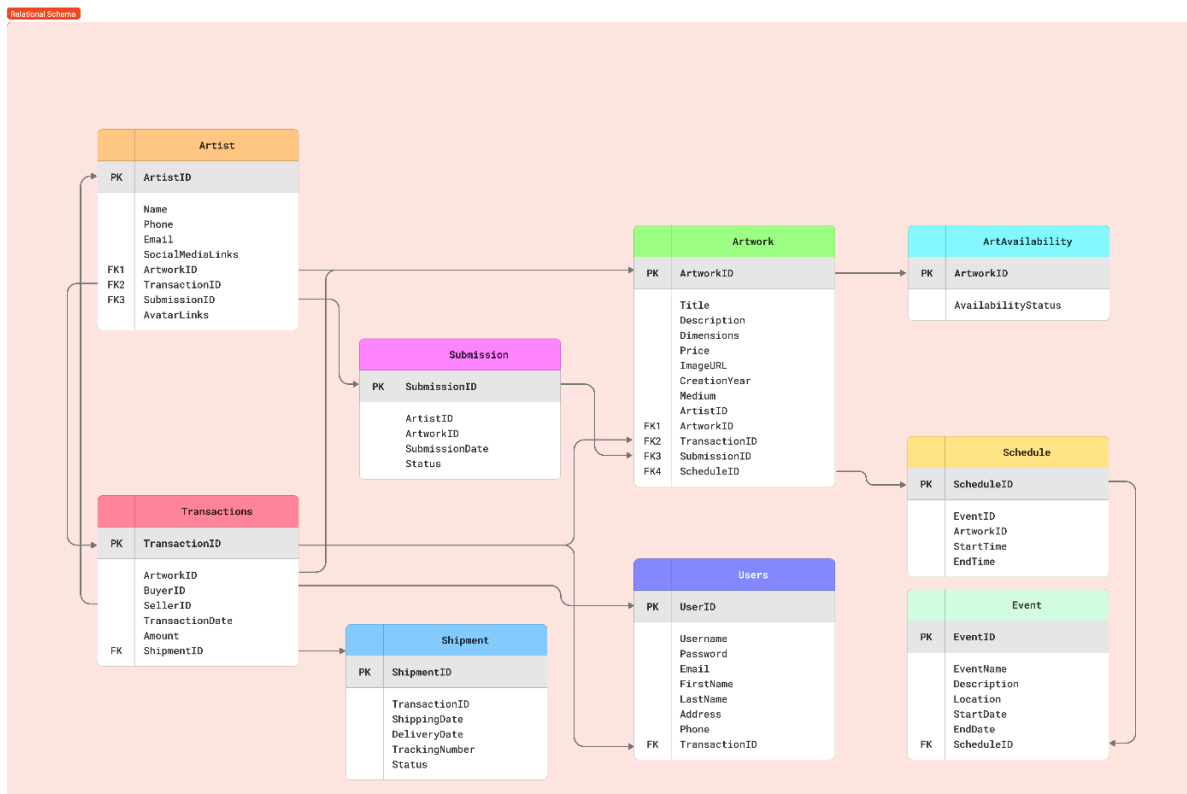 Relational Schema
Artist
PK ArtistID
Name
Phone
Email
SocialMediaLinks
FK1 ArtworkID
FK2 TransactionID
FK3 SubmissionID
AvatarLinks
Submission
PK SubmissionID
ArtistID
ArtworkID
SubmissionDate
Status
Transactions
PK TransactionID
ArtworkID
BuyerID
SellerID
TransactionDate
Amount
FK ShipmentID
Shipment
PK ShipmentID
TransactionID
ShippingDate
DeliveryDate
TrackingNumber
Status
Artwork
PK ArtworkID
Title
Description
Dimensions
Price
ImageURL
CreationYear
Medium
ArtistID
FK1 ArtworkID
FK2 TransactionID
FK3 SubmissionID
FK4 ScheduleID
Users
PK UserID
Username
Password
Email
FirstName
LastName
Address
Phone
FK TransactionID
ArtAvailability
PK ArtworkID
AvailabilityStatus
Schedule
PK ScheduleID
EventID
ArtworkID
StartTime
EndTime
Event
PK EventID
EventName
Description
Location
StartDate
EndDate
FK ScheduleID